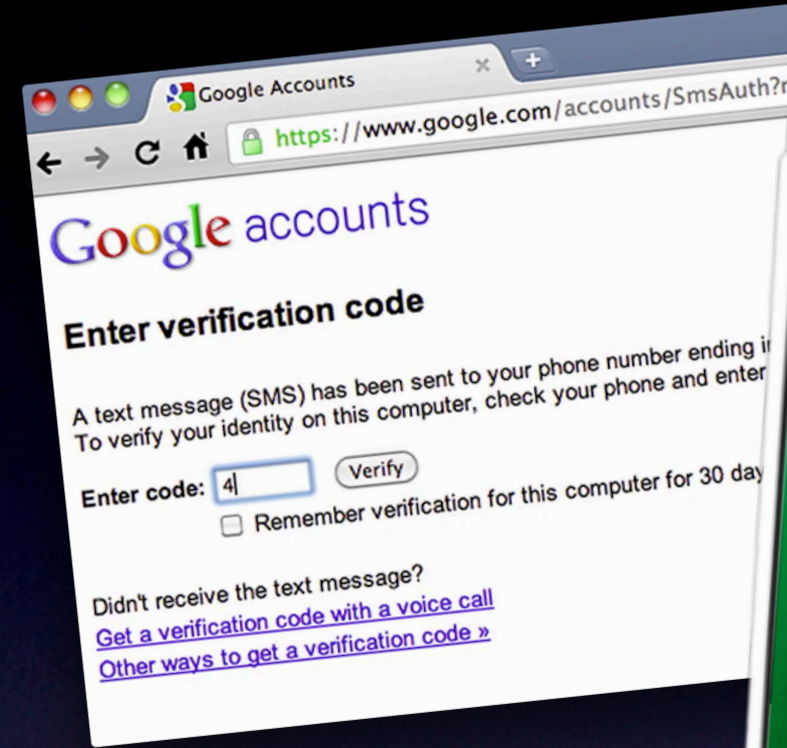 Google Accounts
https://www.google.com/accounts/SmsAuth?
Google accounts
Enter verification code
A text message (SMS) has been sent to your phone number ending
To verify your identity on this computer, check your phone and enter
Enter code: 4 Verify
Remember verification for this computer for 30 day
Didn't receive the text message?
Get a verification code with a voice call
Other ways to get a verification code »